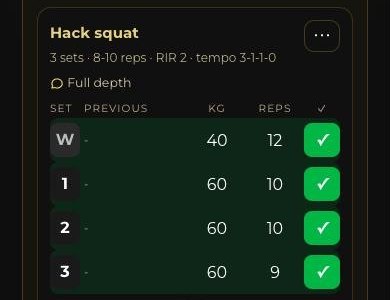 Hack squat
3 sets · 8-10 reps · RIR 2 · tempo 3-1-1-0
Full depth
SET PREVIOUS KG REPS ✓
W - 40 12 ✓
1 - 60 10 ✓
2 - 60 10 ✓
3 - 60 9 ✓